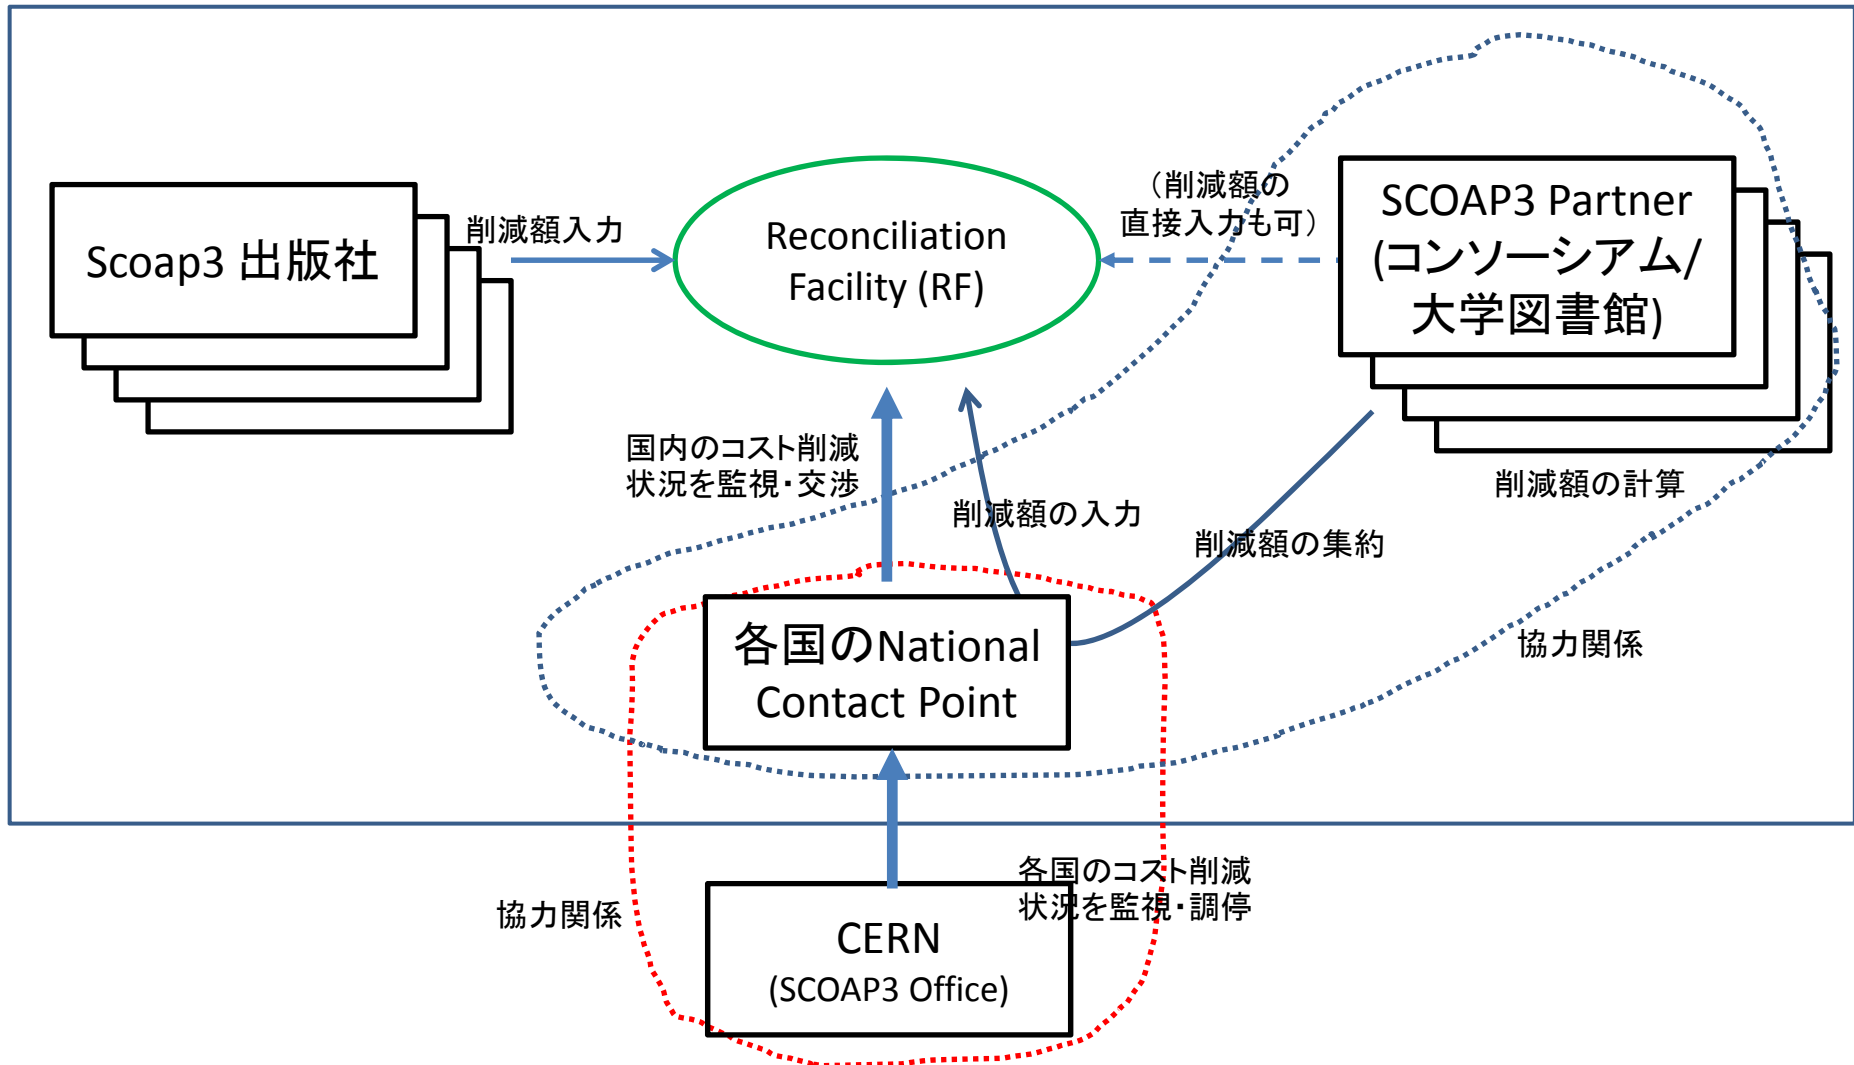 Scoap3 出版社
削減額入力
Reconciliation
Facility (RF)
（削減額の
直接入力も可）
SCOAP3 Partner
(コンソーシアム/
大学図書館)
国内のコスト削減
状況を監視・交渉
削減額の入力
削減額の集約
削減額の計算
協力関係
各国のNational
Contact Point
各国のコスト削減
状況を監視・調停
協力関係
CERN
(SCOAP3 Office)